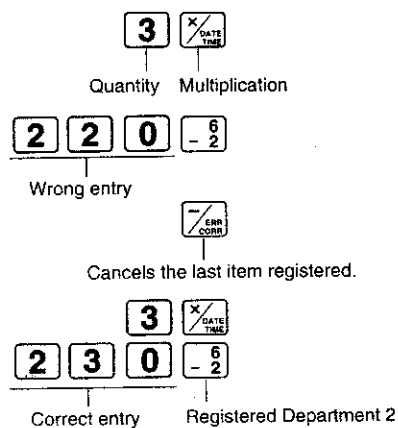 3 ×/DATE TIME
Quantity Multiplication
2 2 0 – 6 2
Wrong entry
–/ERR CORR
Cancels the last item registered.
3 ×/DATE TIME
2 3 0 – 6 2
Correct entry Registered Department 2